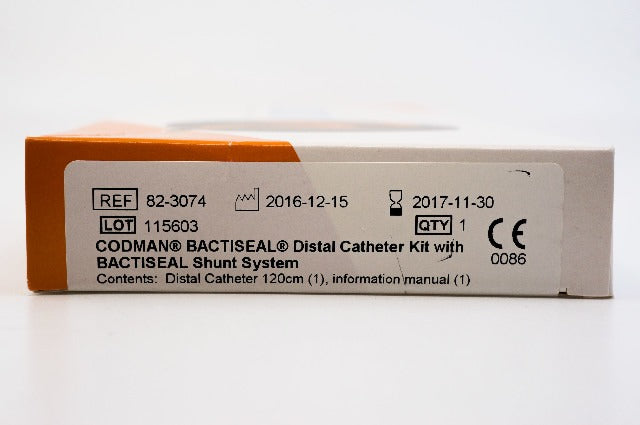 REF 82-3074 2016-12-15 2017-11-30
LOT 115603 QTY 1
CODMAN® BACTISEAL® Distal Catheter Kit with
BACTISEAL Shunt System
Contents: Distal Catheter 120cm (1), information manual (1)
CE
0086